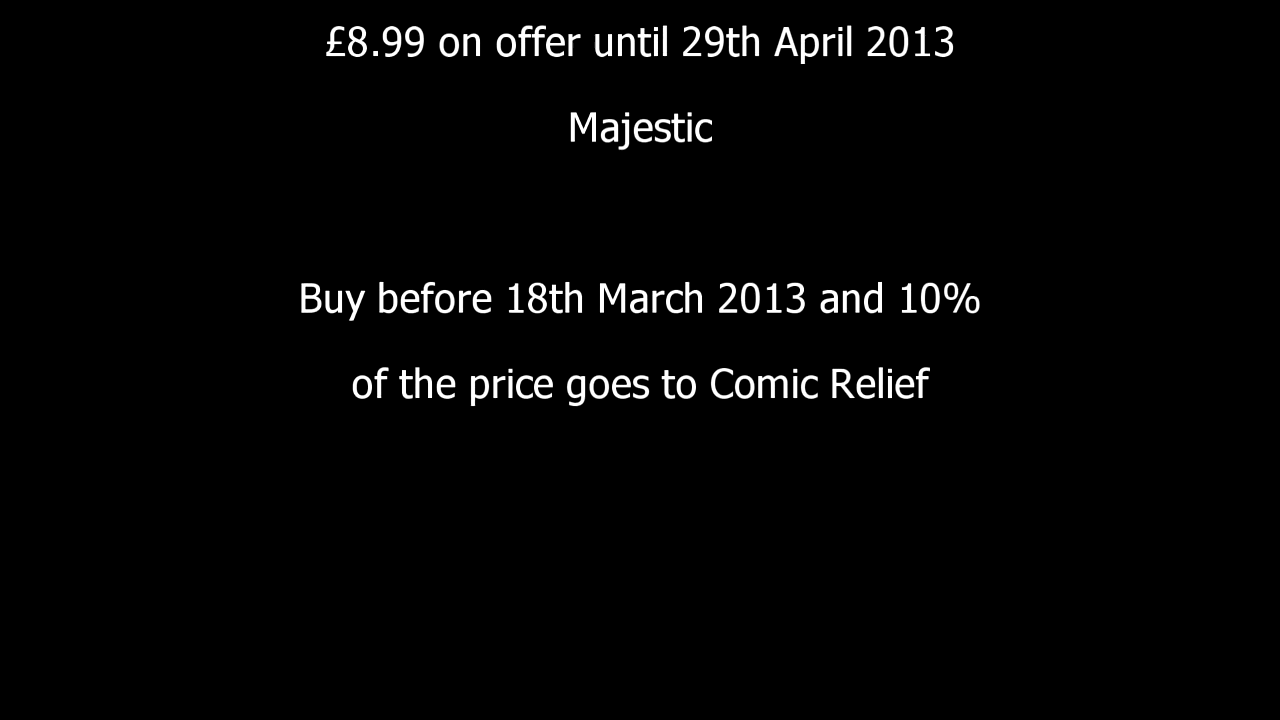 £8.99 on offer until 29th April 2013
Majestic
Buy before 18th March 2013 and 10%
of the price goes to Comic Relief